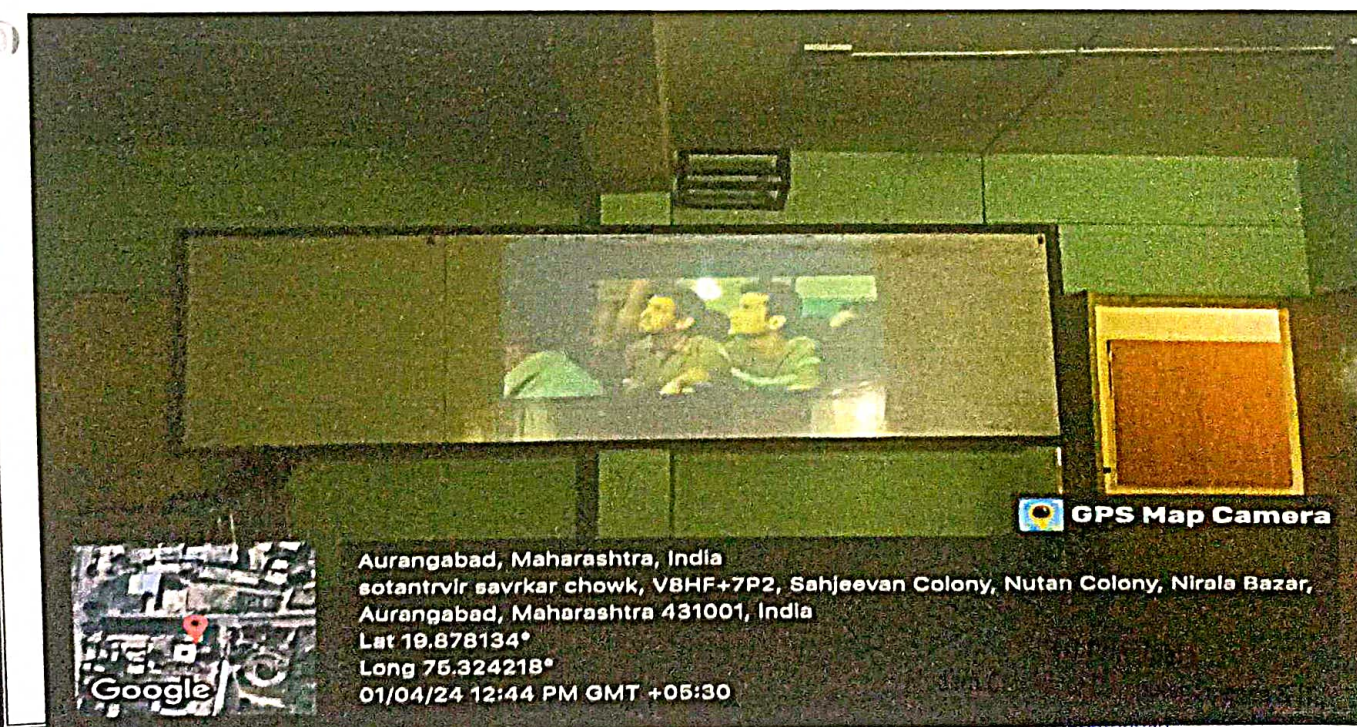 GPS Map Camera
Aurangabad, Maharashtra, India
sotantrvir savrkar chowk, V8HF+7P2, Sahjeevan Colony, Nutan Colony, Nirala Bazar,
Aurangabad, Maharashtra 431001, India
Lat 19.878134°
Long 75.324218°
01/04/24 12:44 PM GMT +05:30
Google